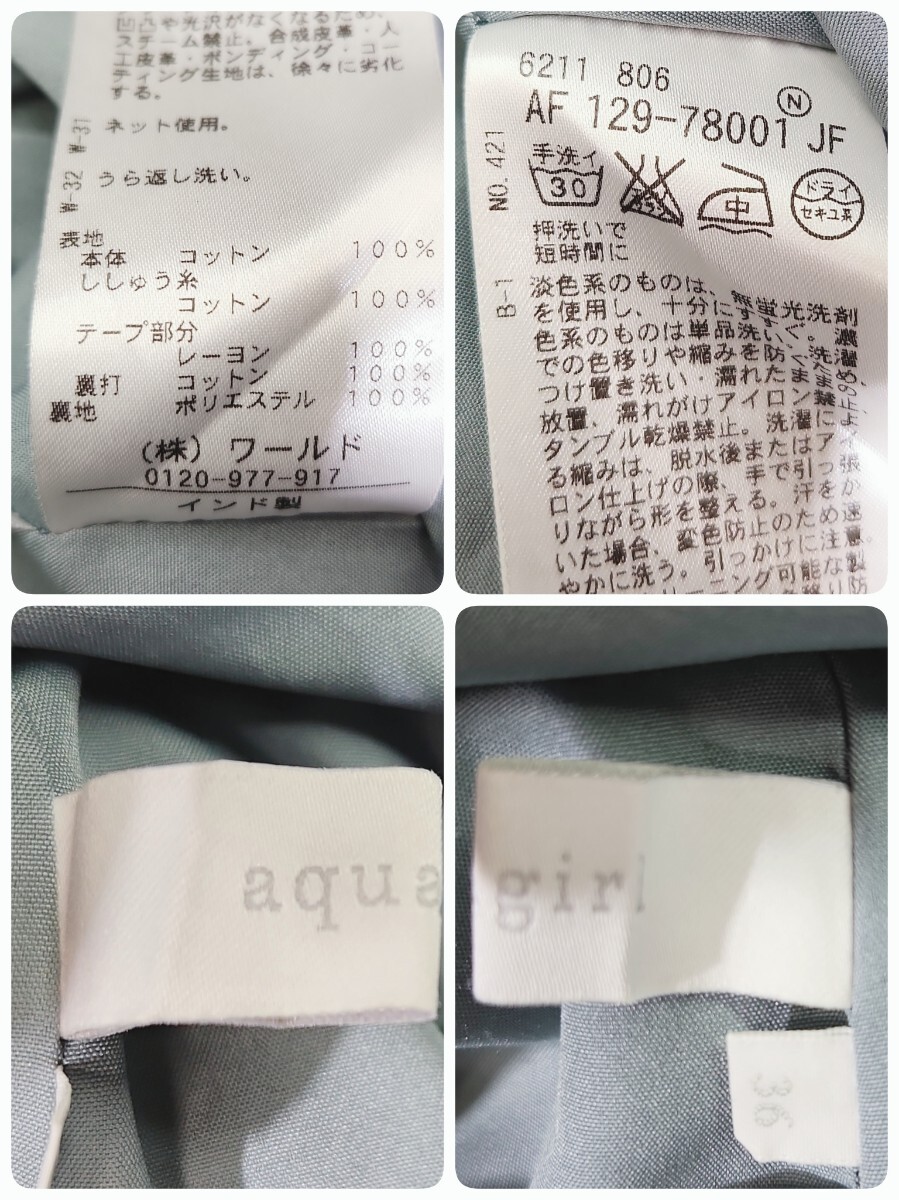 凹凸や光沢がなくなるため、
スチーム禁止。合成皮革・人
工皮革・ボンディング・コー
ティング生地は、徐々に劣化
する。
W-31 ネット使用。
W-32 うら返し洗い。
表地
本体 コットン 100%
ししゅう糸
コットン 100%
テープ部分
レーヨン 100%
裏打 コットン 100%
裏地 ポリエステル 100%
(株) ワールド
0120-977-917
インド製
6211 806
N
AF 129-78001 JF
NO. 421
手洗イ
30
中
ドライ
セキユ系
押洗いで
短時間に
B-1
淡色系のものは、無蛍光洗剤
を使用し、十分にすすぐ。濃
色系のものは単品洗い。洗濯
での色移りや縮みを防ぐため、
つけ置き洗い・濡れたままの
放置、濡れがけアイロン禁止。
タンブル乾燥禁止。洗濯によ
る縮みは、脱水後またはアイ
ロン仕上げの際、手で引っ張
りながら形を整える。汗をか
いた場合、変色防止のため速
やかに洗う。引っかけに注意。
aqua
girl
36